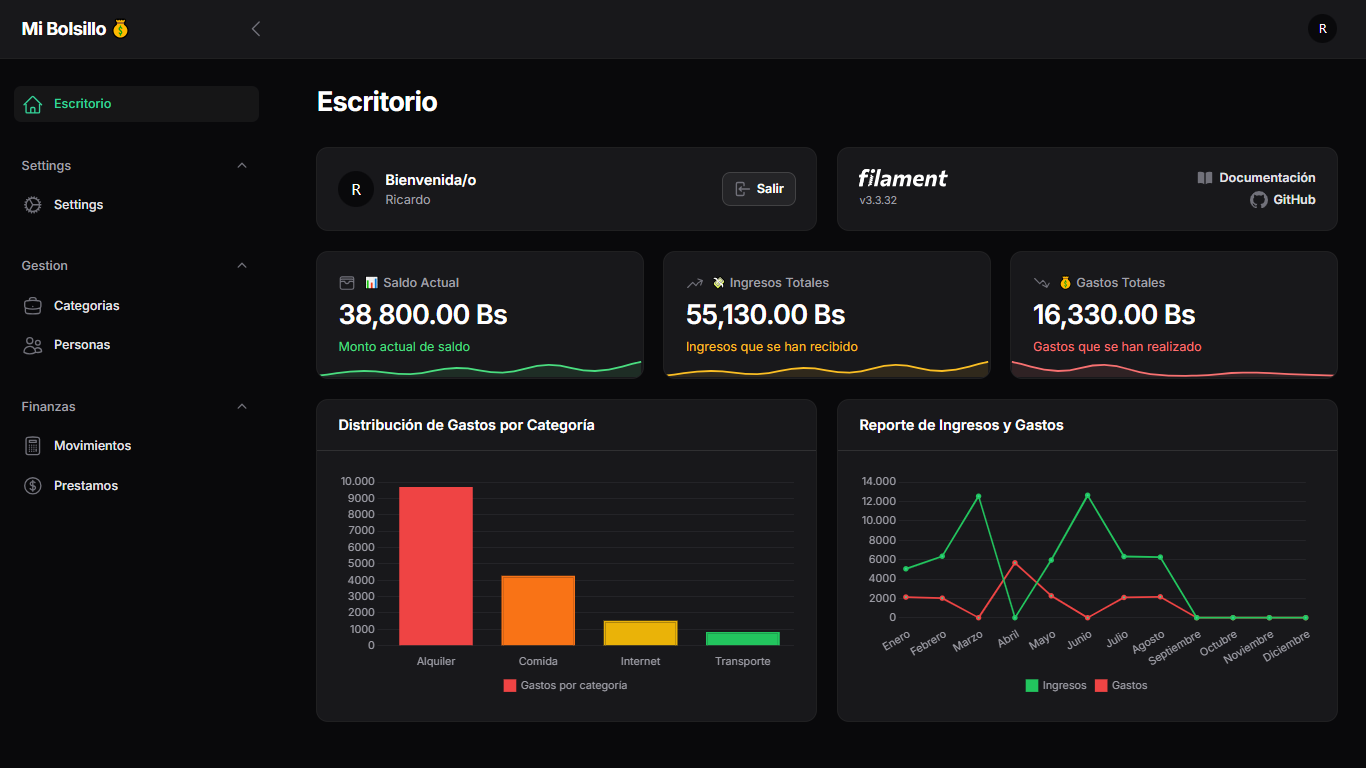 Mi Bolsillo 💰
R
Escritorio
Settings
Settings
Gestion
Categorias
Personas
Finanzas
Movimientos
Prestamos
Escritorio
R
Bienvenida/o
Ricardo
Salir
filament
v3.3.32
Documentación
GitHub
📊 Saldo Actual
38,800.00 Bs
Monto actual de saldo
💸 Ingresos Totales
55,130.00 Bs
Ingresos que se han recibido
💰 Gastos Totales
16,330.00 Bs
Gastos que se han realizado
Distribución de Gastos por Categoría
10.000
9000
8000
7000
6000
5000
4000
3000
2000
1000
0
Alquiler Comida Internet Transporte
Gastos por categoría
Reporte de Ingresos y Gastos
14.000
12.000
10.000
8000
6000
4000
2000
0
Enero Febrero Marzo Abril Mayo Junio Julio Agosto Septiembre Octubre Noviembre Diciembre
Ingresos Gastos